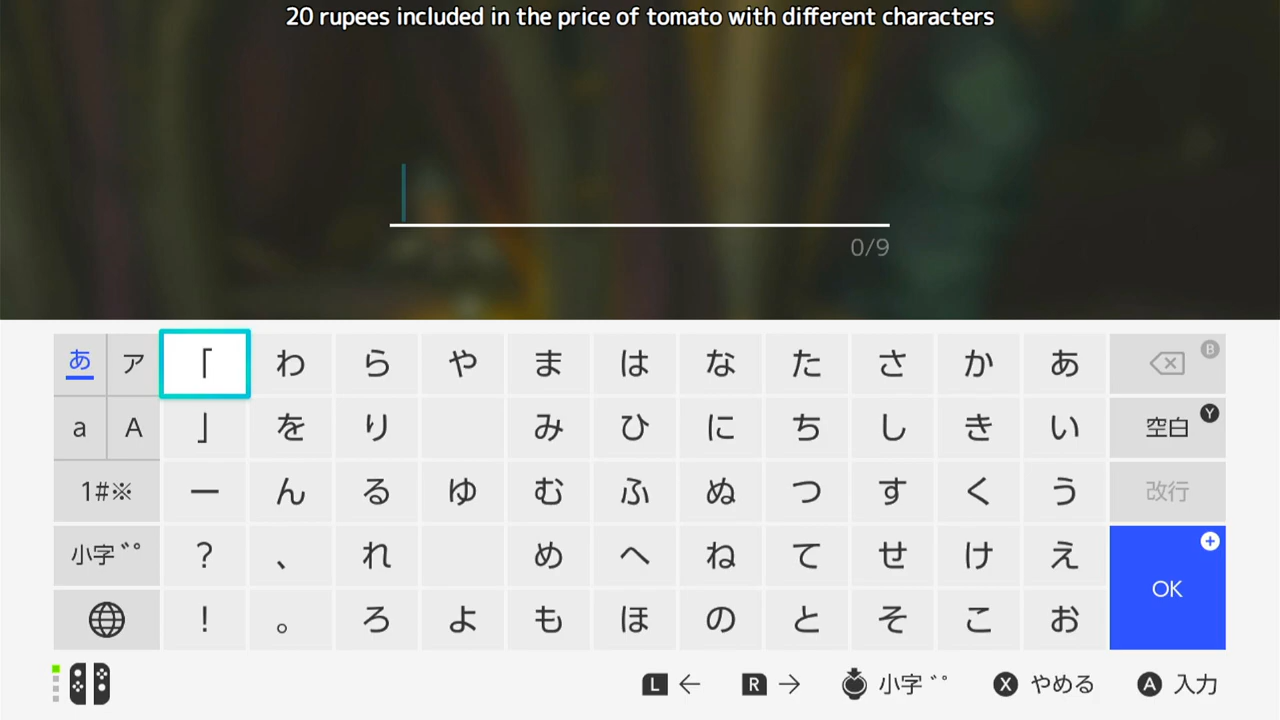 20 rupees included in the price of tomato with different characters
0/9
あ ア 「 わ ら や ま は な た さ か あ B
a A 」 を り み ひ に ち し き い 空白 Y
1#※ ー ん る ゆ む ふ ぬ つ す く う 改行
小字 ゛゜ ? 、 れ め へ ね て せ け え +
! 。 ろ よ も ほ の と そ こ お OK
L ← R → 小字 ゛゜ X やめる A 入力